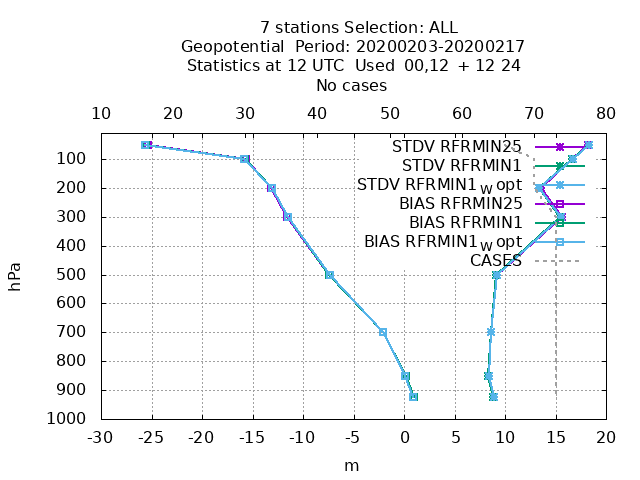 7 stations Selection: ALL
Geopotential Period: 20200203-20200217
Statistics at 12 UTC Used 00,12 + 12 24
No cases
10 20 30 40 50 60 70 80
STDV RFRMIN25
100
STDV RFRMIN1
200
STDV RFRMIN1w opt
BIAS RFRMIN25
300
BIAS RFRMIN1
400
BIAS RFRMIN1w opt
500
CASES
600
700
800
900
1000
-30 -25 -20 -15 -10 -5 0 5 10 15 20
hPa
m